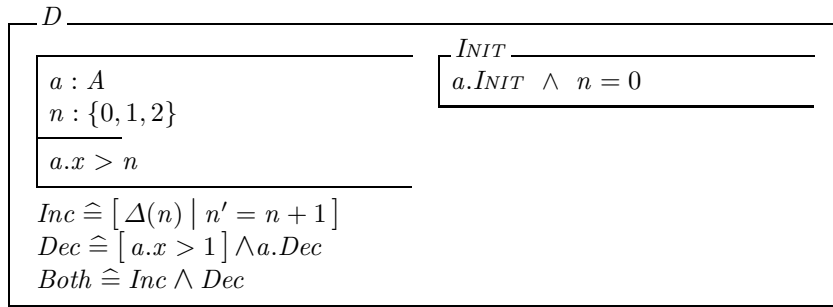 D
a : A
n : {0, 1, 2}
a.x > n
INIT
a.INIT ∧ n = 0
Inc ≙ [ Δ(n) | n′ = n + 1 ]
Dec ≙ [ a.x > 1 ] ∧ a.Dec
Both ≙ Inc ∧ Dec